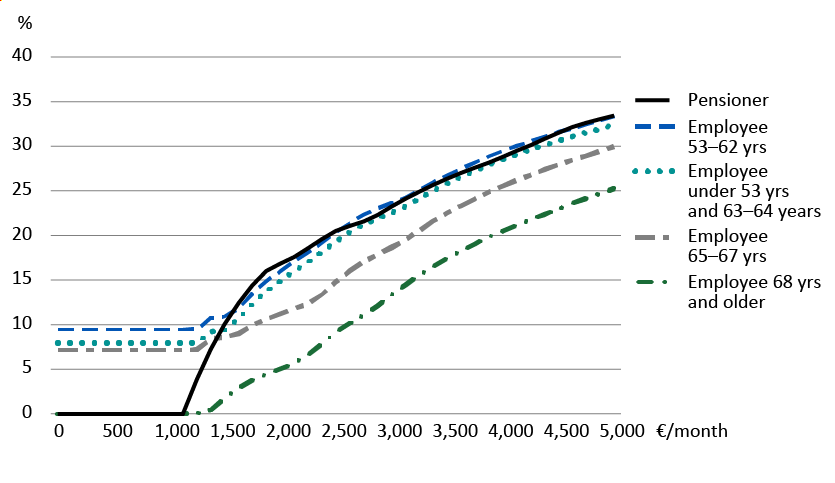 %
40
35
30
25
20
15
10
5
0
0 500 1,000 1,500 2,000 2,500 3,000 3,500 4,000 4,500 5,000 €/month
Pensioner
Employee
53–62 yrs
Employee
under 53 yrs
and 63–64 years
Employee
65–67 yrs
Employee 68 yrs
and older